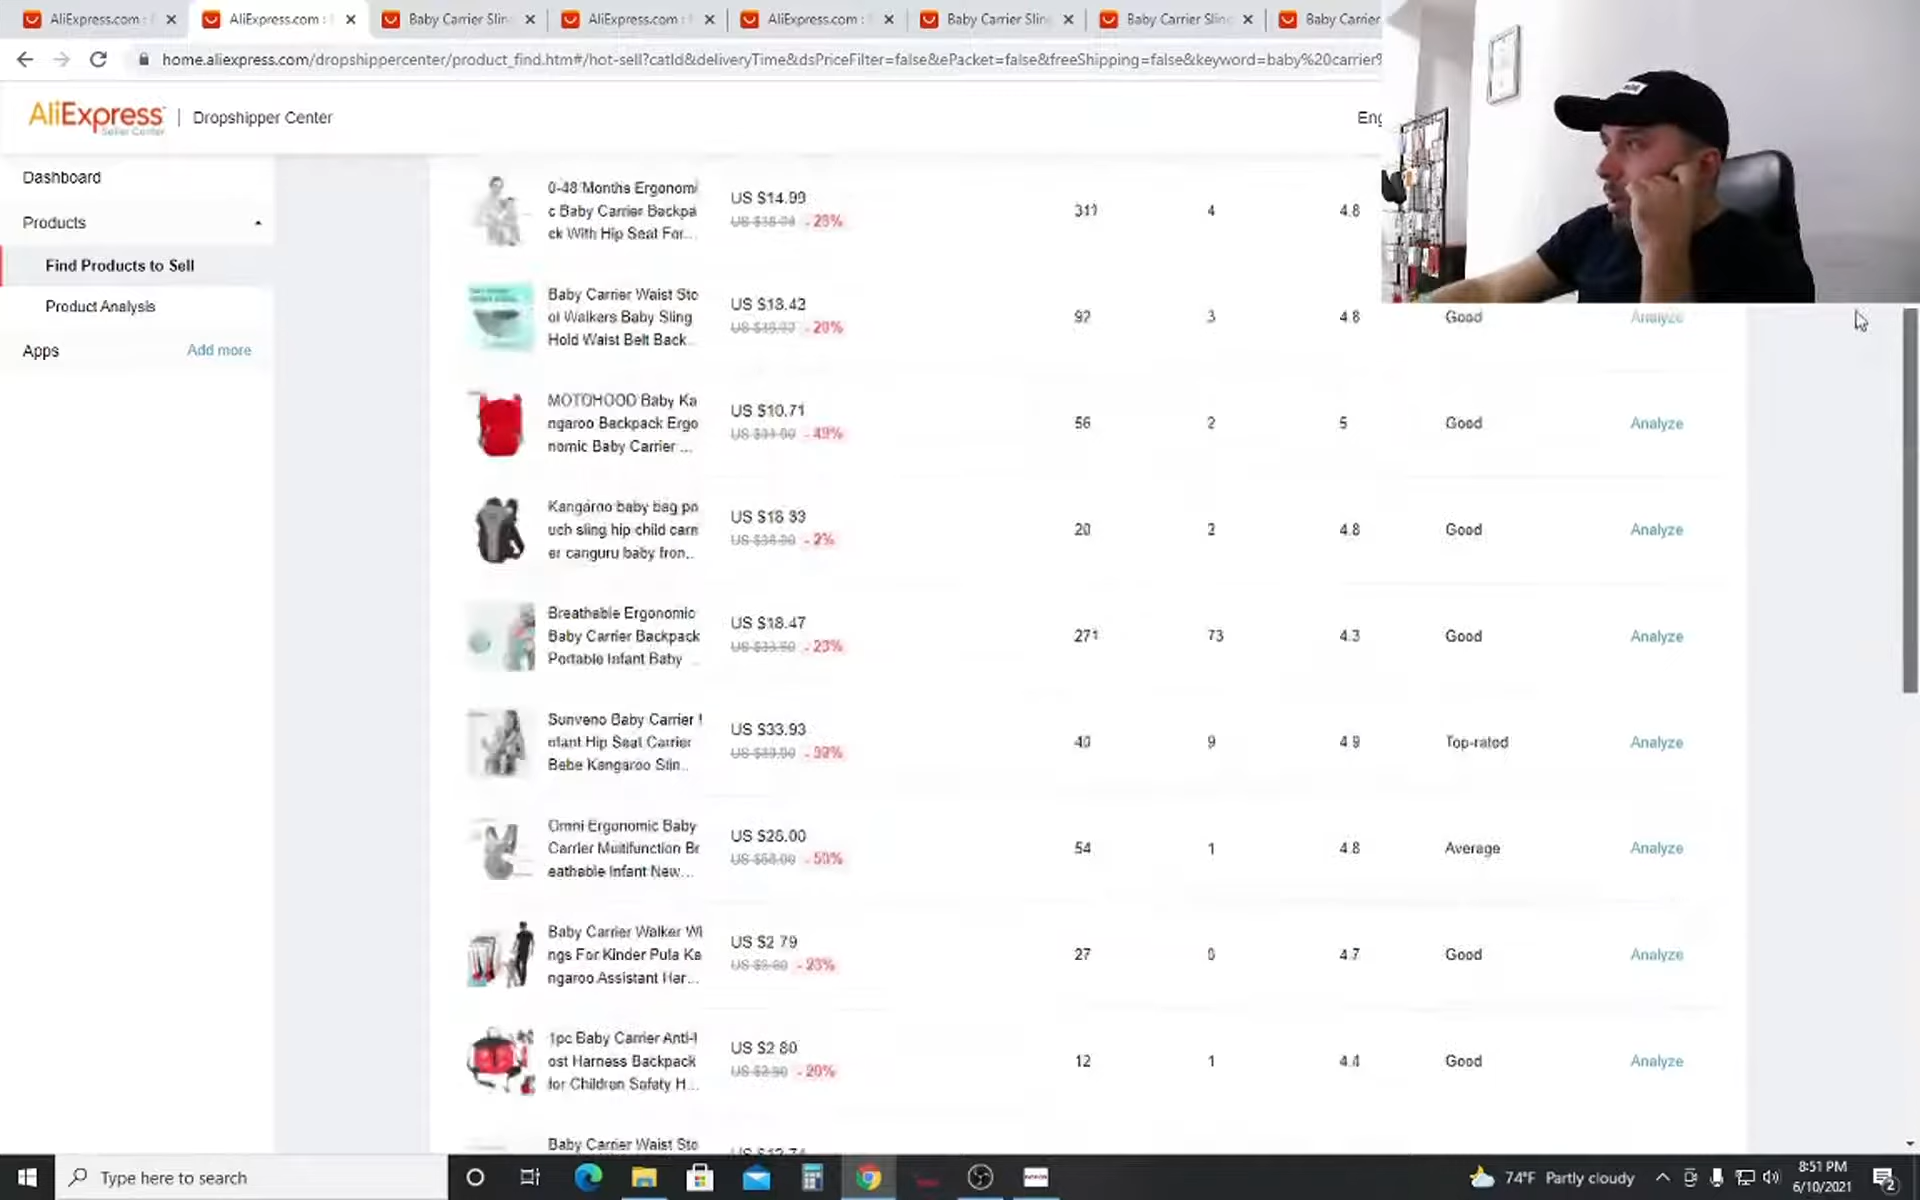 AliExpress.com :
AliExpress.com :
Baby Carrier Slin
AliExpress.com :
AliExpress.com :
Baby Carrier Slin
Baby Carrier Slin
Baby Carrier
home.aliexpress.com/dropshippercenter/product_find.htm#/hot-sell?catId&deliveryTime&dsPriceFilter=false&ePacket=false&freeShipping=false&keyword=baby%20carrier%
AliExpress | Dropshipper Center
Seller Center
Eng
Dashboard
Products
Find Products to Sell
Product Analysis
Apps Add more
0-48 Months Ergonomi
c Baby Carrier Backpa
ck With Hip Seat For...
US $14.99
311 4 4.8
Baby Carrier Waist Sto
ol Walkers Baby Sling
Hold Waist Belt Back
US $13.42
- 20%
92 3 4.8 Good Analyze
MOTOHOOD Baby Ka
ngaroo Backpack Ergo
nomic Baby Carrier ...
US $10.71
56 2 5 Good Analyze
Kangaroo baby bag po
uch sling hip child carri
er canguru baby fron...
- 2%
20 2 4.8 Good Analyze
Breathable Ergonomic
Baby Carrier Backpack
Portable Infant Baby
US $18.47
- 23%
271 73 4.3 Good Analyze
Sunveno Baby Carrier I
nfant Hip Seat Carrier
Bebe Kangaroo Slin...
US $33.93
40 9 4.9 Top-rated Analyze
Omni Ergonomic Baby
Carrier Multifunction Br
eathable Infant New...
US $26.00
- 50%
54 1 4.8 Average Analyze
Baby Carrier Walker Wi
ngs For Kinder Pula Ka
ngaroo Assistant Har...
US $2.79
- 23%
27 0 4.7 Good Analyze
1pc Baby Carrier Anti-l
ost Harness Backpack
for Children Safety H...
US $2.80
- 20%
12 1 4.4 Good Analyze
Baby Carrier Waist Sto
Type here to search
74°F Partly cloudy
8:51 PM
6/10/2021
2